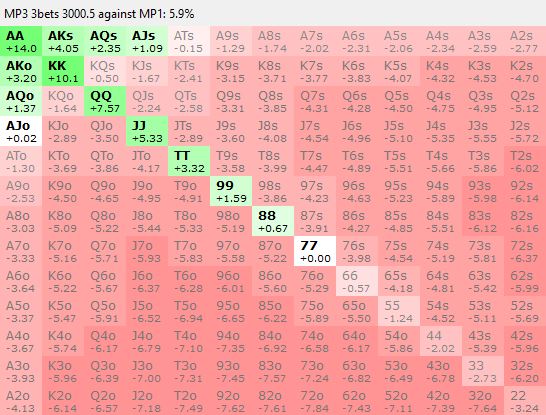 MP3 3bets 3000.5 against MP1: 5.9%
AA AKs AQs AJs ATs A9s A8s A7s A6s A5s A4s A3s A2s
+14.0 +4.05 +2.35 +1.09 -0.15 -1.29 -1.74 -2.02 -2.31 -2.06 -2.34 -2.59 -2.77
AKo KK KQs KJs KTs K9s K8s K7s K6s K5s K4s K3s K2s
+3.20 +10.1 -0.50 -1.67 -2.41 -3.15 -3.71 -3.77 -3.83 -4.07 -4.32 -4.53 -4.70
AQo KQo QQ QJs QTs Q9s Q8s Q7s Q6s Q5s Q4s Q3s Q2s
+1.37 -1.64 +7.57 -2.24 -2.58 -3.31 -3.85 -4.31 -4.28 -4.50 -4.75 -4.95 -5.12
AJo KJo QJo JJ JTs J9s J8s J7s J6s J5s J4s J3s J2s
+0.02 -2.89 -3.50 +5.33 -2.89 -3.60 -4.08 -4.54 -4.96 -5.10 -5.35 -5.55 -5.72
ATo KTo QTo JTo TT T9s T8s T7s T6s T5s T4s T3s T2s
-1.30 -3.69 -3.86 -4.17 +3.32 -3.58 -3.99 -4.47 -4.89 -5.51 -5.66 -5.86 -6.02
A9o K9o Q9o J9o T9o 99 98s 97s 96s 95s 94s 93s 92s
-2.53 -4.50 -4.65 -4.95 -4.91 +1.59 -3.86 -4.23 -4.63 -5.23 -5.89 -5.98 -6.14
A8o K8o Q8o J8o T8o 98o 88 87s 86s 85s 84s 83s 82s
-3.03 -5.09 -5.22 -5.44 -5.33 -5.19 +0.67 -3.91 -4.27 -4.85 -5.51 -6.12 -6.16
A7o K7o Q7o J7o T7o 97o 87o 77 76s 75s 74s 73s 72s
-3.33 -5.16 -5.71 -5.93 -5.83 -5.58 -5.22 +0.00 -3.98 -4.54 -5.19 -5.81 -6.37
A6o K6o Q6o J6o T6o 96o 86o 76o 66 65s 64s 63s 62s
-3.64 -5.22 -5.67 -6.37 -6.28 -6.01 -5.60 -5.29 -0.57 -4.18 -4.81 -5.42 -5.99
A5o K5o Q5o J5o T5o 95o 85o 75o 65o 55 54s 53s 52s
-3.37 -5.47 -5.91 -6.52 -6.94 -6.65 -6.22 -5.89 -5.50 -1.24 -4.52 -5.11 -5.69
A4o K4o Q4o J4o T4o 94o 84o 74o 64o 54o 44 43s 42s
-3.67 -5.74 -6.17 -6.79 -7.10 -7.35 -6.92 -6.58 -6.17 -5.86 -2.02 -5.39 -5.96
A3o K3o Q3o J3o T3o 93o 83o 73o 63o 53o 43o 33 32s
-3.93 -5.96 -6.39 -7.00 -7.31 -7.45 -7.57 -7.24 -6.82 -6.49 -6.78 -2.73 -6.20
A2o K2o Q2o J2o T2o 92o 82o 72o 62o 52o 42o 32o 22
-4.12 -6.14 -6.57 -7.18 -7.49 -7.62 -7.61 -7.84 -7.43 -7.11 -7.39 -7.65 -3.24